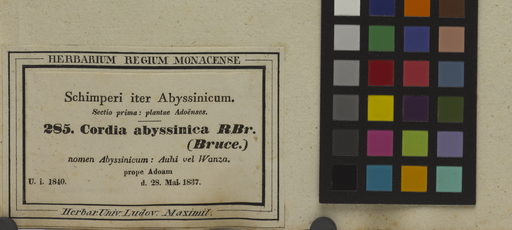 HERBARIUM REGIUM MONACENSE
Schimperi iter Abyssinicum.
Sectio prima: plantae Adoënses.
285. Cordia abyssinica RBr.
(Bruce.)
nomen Abyssinicum: Auhi vel Wanza.
prope Adoam
U. i. 1840. d. 28. Mai. 1837.
Herbar. Univ. Ludov. Maximil.